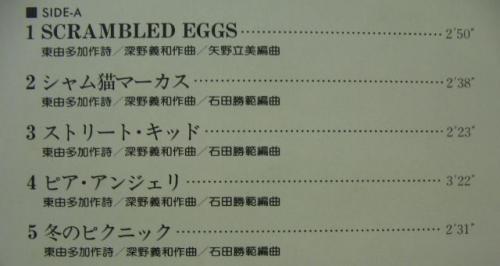 ■ SIDE-A
1 SCRAMBLED EGGS 2′50″
東由多加作詩／深野義和作曲／矢野立美編曲
2 シャム猫マーカス 2′38″
東由多加作詩／深野義和作曲／石田勝範編曲
3 ストリート・キッド 2′23″
東由多加作詩／深野義和作曲／石田勝範編曲
4 ピア・アンジェリ 3′22″
東由多加作詩／深野義和作曲／石田勝範編曲
5 冬のピクニック 2′31″
東由多加作詩／深野義和作曲／石田勝範編曲